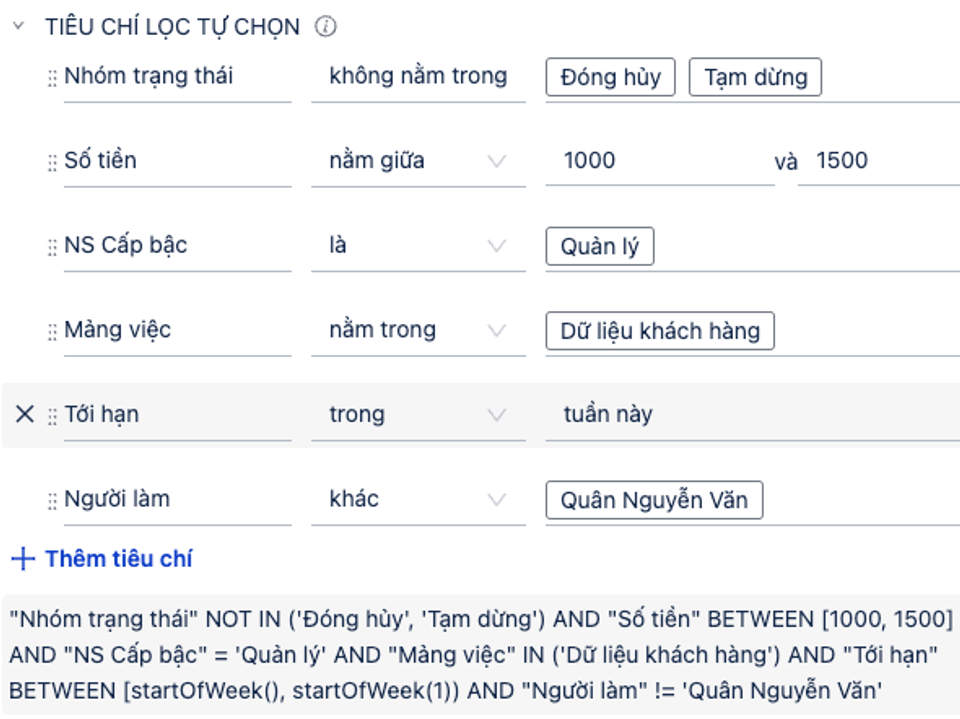 TIÊU CHÍ LỌC TỰ CHỌN
Nhóm trạng thái không nằm trong Đóng hủy Tạm dừng
Số tiền nằm giữa 1000 và 1500
NS Cấp bậc là Quản lý
Mảng việc nằm trong Dữ liệu khách hàng
Tới hạn trong tuần này
Người làm khác Quân Nguyễn Văn
Thêm tiêu chí
"Nhóm trạng thái" NOT IN ('Đóng hủy', 'Tạm dừng') AND "Số tiền" BETWEEN [1000, 1500]
AND "NS Cấp bậc" = 'Quản lý' AND "Mảng việc" IN ('Dữ liệu khách hàng') AND "Tới hạn"
BETWEEN [startOfWeek(), startOfWeek(1)) AND "Người làm" != 'Quân Nguyễn Văn'